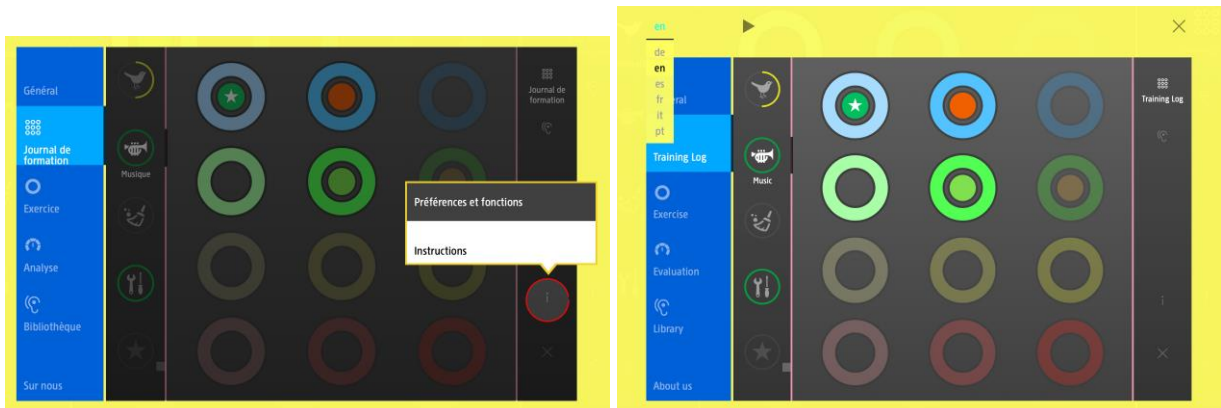 Général
Journal de
formation
Exercice
Analyse
Bibliothèque
Sur nous
Musique
Préférences et fonctions
Instructions
i
Journal de
formation
en
de
en
es
fr
it
pt
Training Log
Exercise
Evaluation
Library
About us
Music
Training Log
i